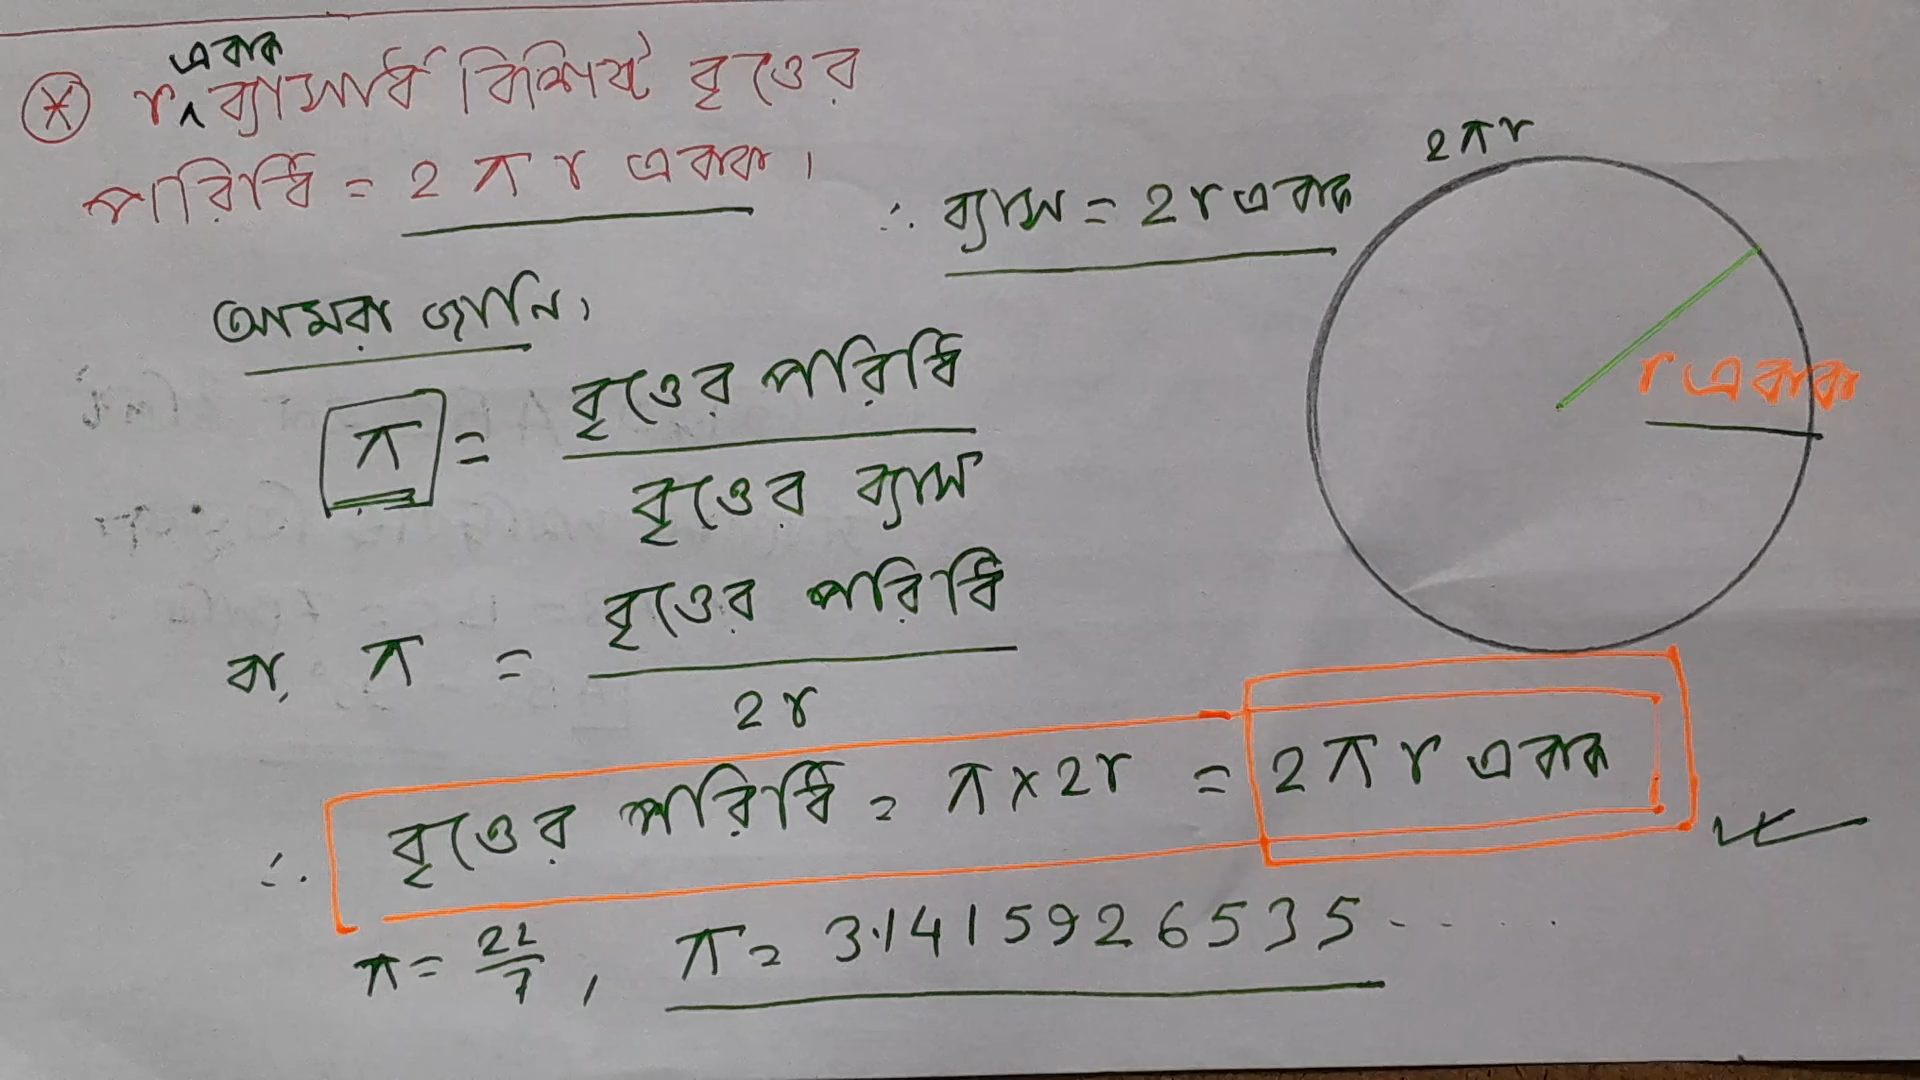 এবাক
* r ^ ব্যাসার্ধ বিশিষ্ট বৃত্তের
পরিধি = 2 π r একক।
2πr
∴ ব্যাস = 2r একক
আমরা জানি,
r একক
π = বৃত্তের পরিধি
বৃত্তের ব্যাস
বা, π = বৃত্তের পরিধি
2r
∴ বৃত্তের পরিধি = π × 2r = 2πr একক
π = 22/7, π = 3.1415926535......